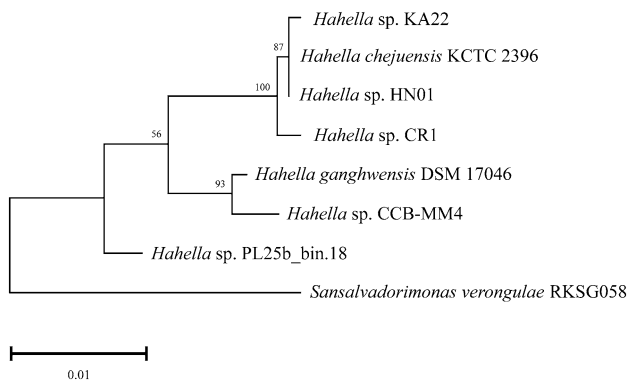 Hahella sp. KA22
87
Hahella chejuensis KCTC 2396
100
Hahella sp. HN01
56
Hahella sp. CR1
93
Hahella ganghwensis DSM 17046
Hahella sp. CCB-MM4
Hahella sp. PL25b_bin.18
Sansalvadorimonas verongulae RKSG058
0.01